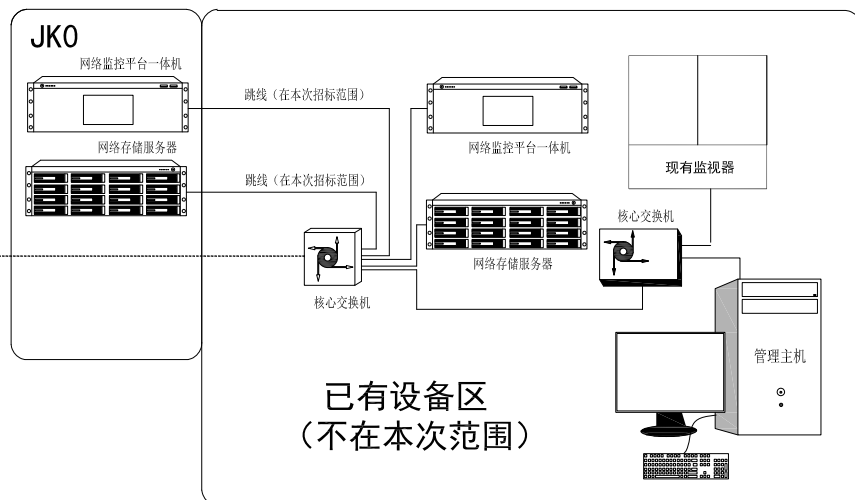 JK0
网络监控平台一体机
网络存储服务器
跳线（在本次招标范围）
跳线（在本次招标范围）
核心交换机
网络监控平台一体机
网络存储服务器
现有监视器
核心交换机
管理主机
已有设备区
（不在本次范围）